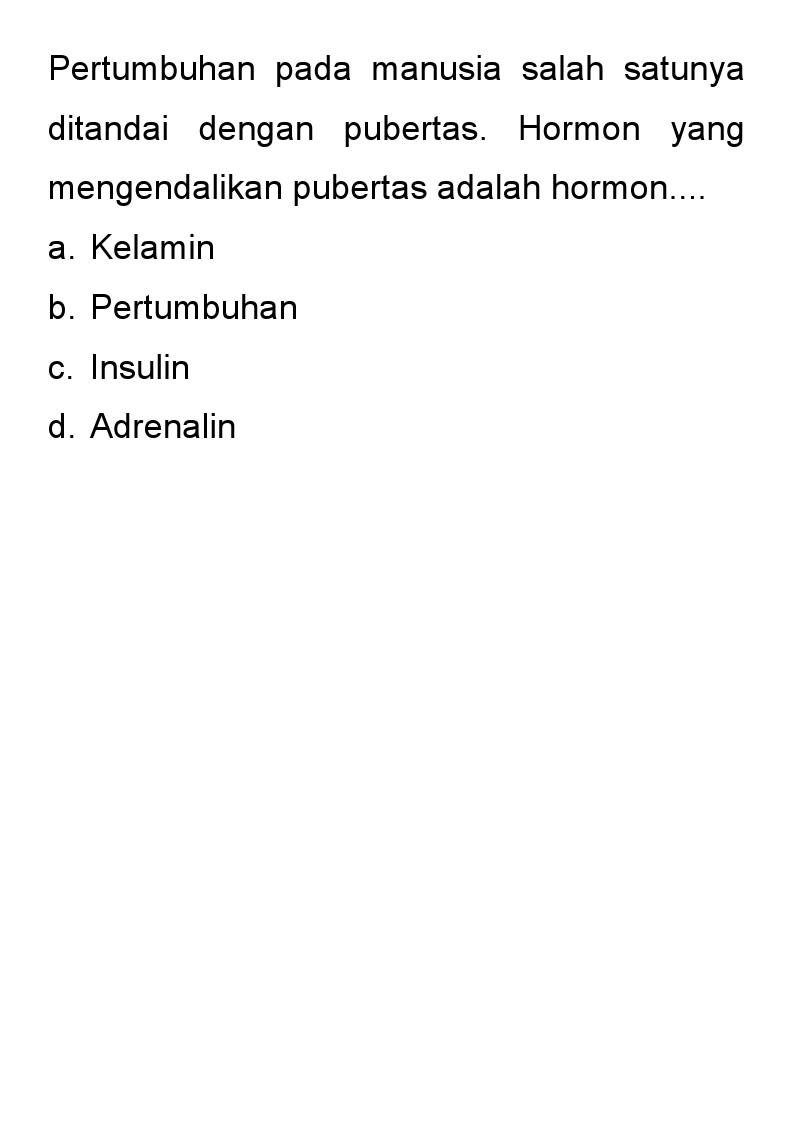 Pertumbuhan pada manusia salah satunya
ditandai dengan pubertas. Hormon yang
mengendalikan pubertas adalah hormon....
a. Kelamin
b. Pertumbuhan
c. Insulin
d. Adrenalin